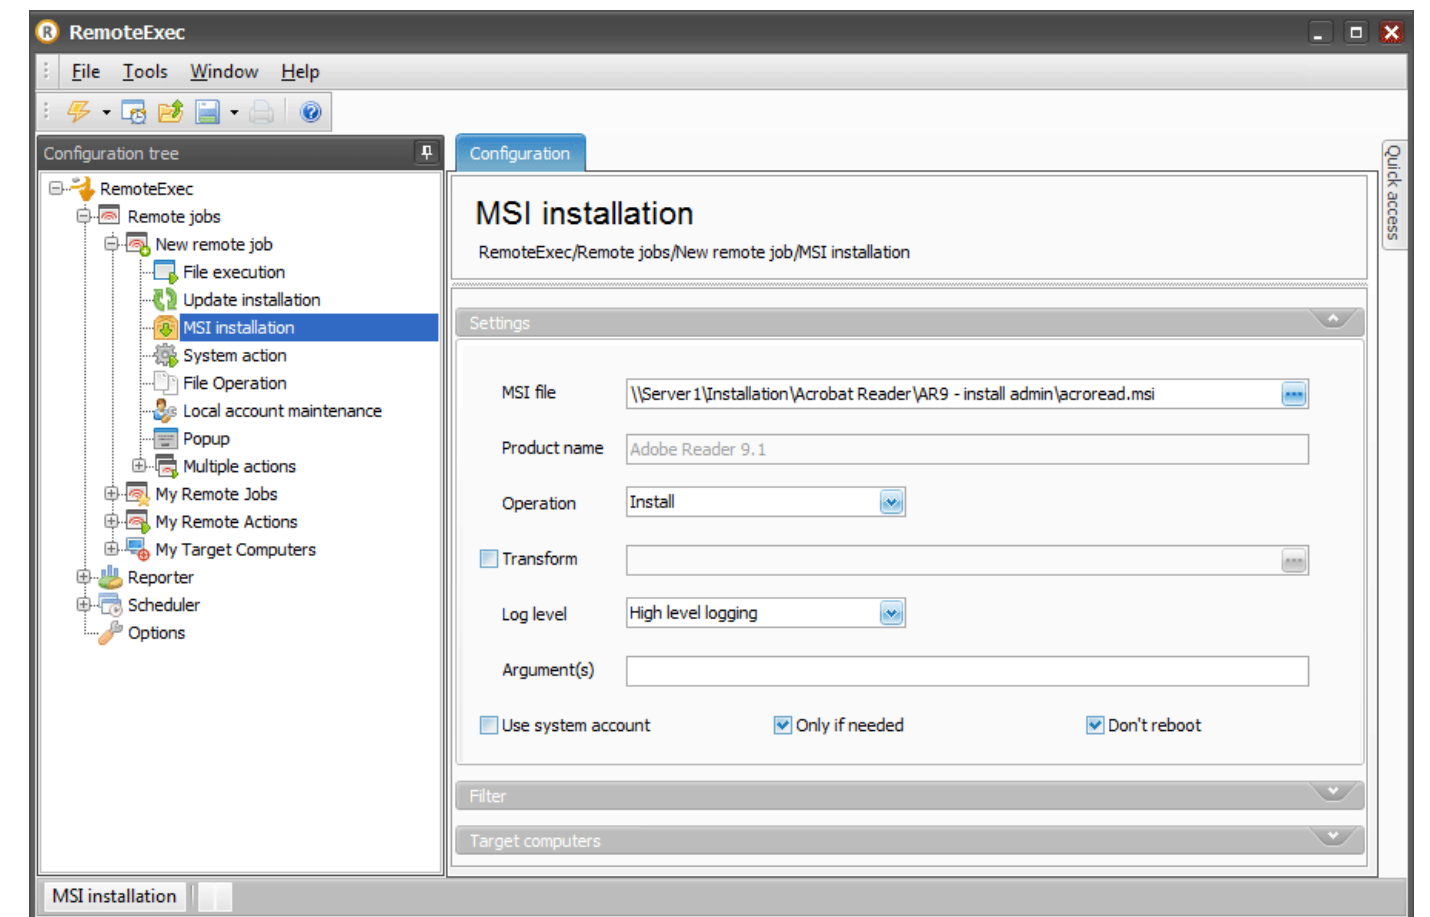 RemoteExec
File Tools Window Help
Configuration tree
RemoteExec
Remote jobs
New remote job
File execution
Update installation
MSI installation
System action
File Operation
Local account maintenance
Popup
Multiple actions
My Remote Jobs
My Remote Actions
My Target Computers
Reporter
Scheduler
Options
Configuration
MSI installation
RemoteExec/Remote jobs/New remote job/MSI installation
Settings
MSI file \\Server1\Installation\Acrobat Reader\AR9 - install admin\acroread.msi
Product name Adobe Reader 9.1
Operation Install
Transform
Log level High level logging
Argument(s)
Use system account Only if needed Don't reboot
Filter
Target computers
Quick access
MSI installation